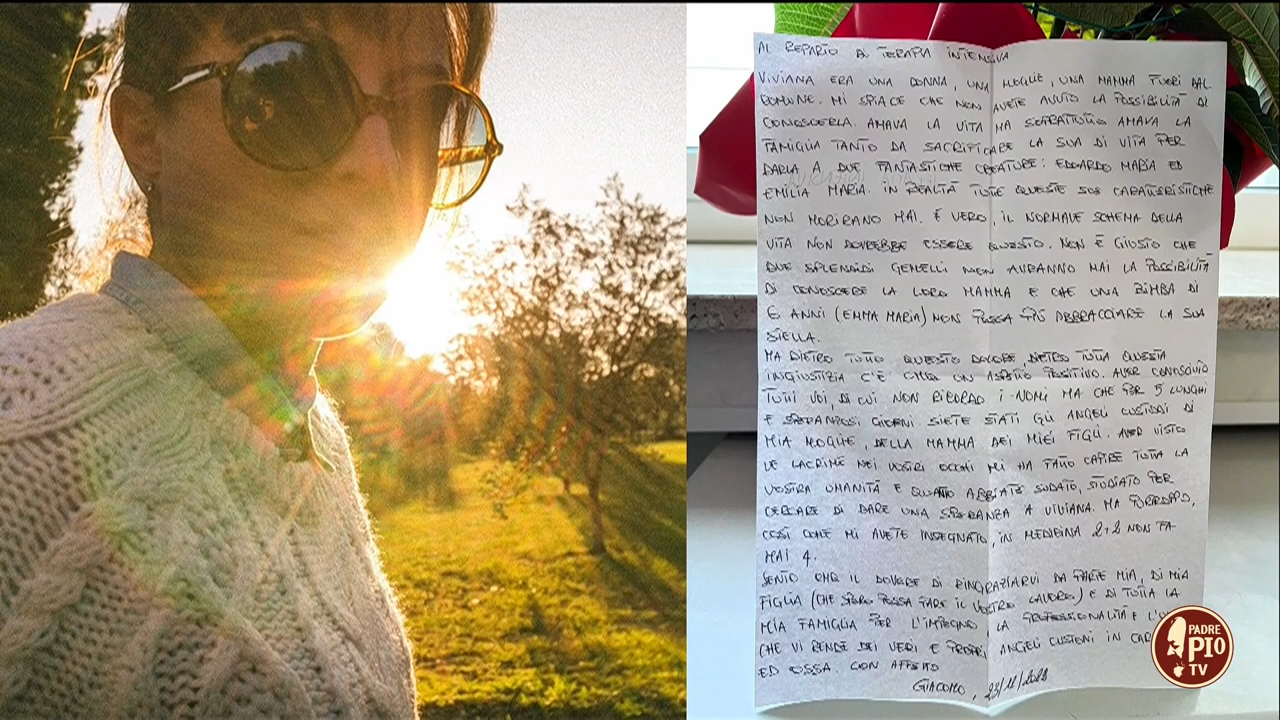 AL REPARTO DI TERAPIA INTENSIVA
VIVIANA ERA UNA DONNA, UNA MOGLIE, UNA MAMMA FUORI DAL
COMUNE. MI SPIACE CHE NON AVETE AVUTO LA POSSIBILITÀ DI
CONOSCERLA. AMAVA LA VITA MA SOPRATTUTTO AMAVA LA
FAMIGLIA TANTO DA SACRIFICARE LA SUA DI VITA PER
DARLA A DUE FANTASTICHE CREATURE: EDOARDO MARIA ED
EMILIA MARIA. IN REALTÀ TUTTE QUESTE SUE CARATTERISTICHE
NON MORIRANNO MAI. È VERO, IL NORMALE SCHEMA DELLA
VITA NON DOVREBBE ESSERE QUESTO. NON È GIUSTO CHE
DUE SPLENDIDI GEMELLI NON AVRANNO MAI LA POSSIBILITÀ
DI CONOSCERE LA LORO MAMMA E CHE UNA BIMBA DI
6 ANNI (EMMA MARIA) NON POSSA PIÙ ABBRACCIARE LA SUA
STELLA.
MA DIETRO TUTTO QUESTO DOLORE, DIETRO TUTTA QUESTA
INGIUSTIZIA C'È UN ASPETTO POSITIVO. AVER CONOSCIUTO
TUTTI VOI, DI CUI NON RICORDO I NOMI MA CHE PER 5 LUNGHI
E SPERANZOSI GIORNI SIETE STATI GLI ANGELI CUSTODI DI
MIA MOGLIE, DELLA MAMMA DEI MIEI FIGLI. AVER VISTO
LE LACRIME NEI VOSTRI OCCHI MI HA FATTO CAPIRE TUTTA LA
VOSTRA UMANITÀ E QUANTO ABBIATE SUDATO, STUDIATO PER
CERCARE DI DARE UNA SPERANZA A VIVIANA. MA PURTROPPO,
COSÌ COME MI AVETE INSEGNATO, IN MEDICINA 2+2 NON FA
MAI 4.
SENTO IL DOVERE DI RINGRAZIARVI DA PARTE MIA, DI MIA
FIGLIA (CHE SPERO POSSA FARE IL VOSTRO LAVORO) E DI TUTTA LA
MIA FAMIGLIA PER L'IMPEGNO LA PROFESSIONALITÀ E
CHE VI RENDE DEI VERI E PROPRI ANGELI CUSTODI IN
ED OSSA. CON AFFETTO
GIACOMO,
PADRE
PIO
TV